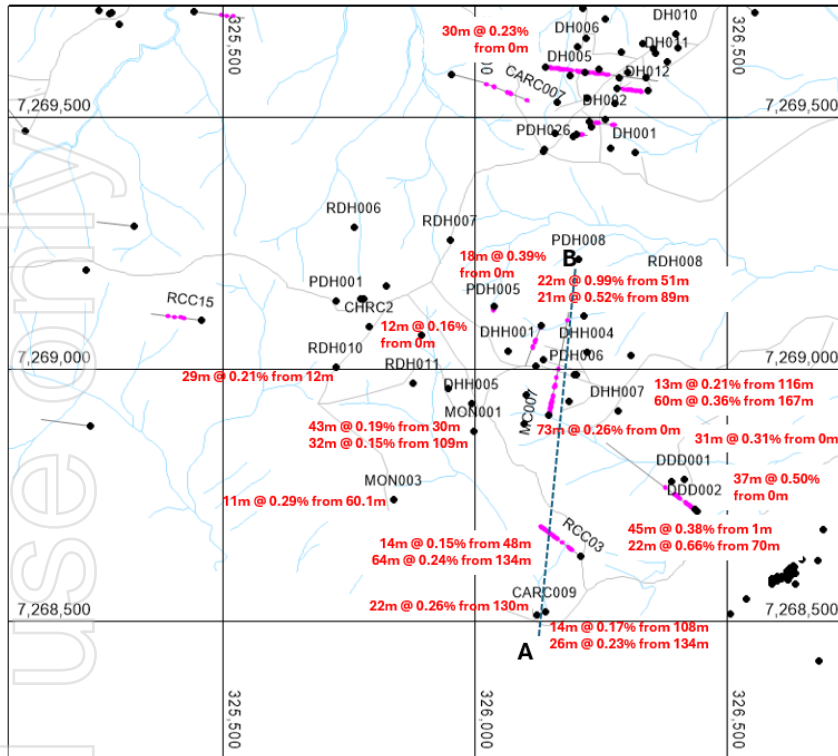 DH010
325,500
30m @ 0.23%
from 0m
DH006
DH011
DH005
DH012
CARC007
DH002
7,269,500
7,269,500
PDH026
DH001
RDH006
RDH007
PDH008
B
RDH008
18m @ 0.39%
from 0m
22m @ 0.99% from 51m
21m @ 0.52% from 89m
PDH001
PDH005
RCC15
CHRC2
12m @ 0.16%
from 0m
DHH001
DHH004
7,269,000
7,269,000
RDH010
RDH011
PDH006
29m @ 0.21% from 12m
DHH005
DHH007
13m @ 0.21% from 116m
60m @ 0.36% from 167m
MON001
MC007
43m @ 0.19% from 30m
32m @ 0.15% from 109m
73m @ 0.26% from 0m
31m @ 0.31% from 0m
DDD001
37m @ 0.50%
from 0m
DDD002
MON003
11m @ 0.29% from 60.1m
45m @ 0.38% from 1m
22m @ 0.66% from 70m
RCC03
14m @ 0.15% from 48m
64m @ 0.24% from 134m
CARC009
22m @ 0.26% from 130m
7,268,500
7,268,500
14m @ 0.17% from 108m
26m @ 0.23% from 134m
A
325,500
326,000
326,500
326,500
use only